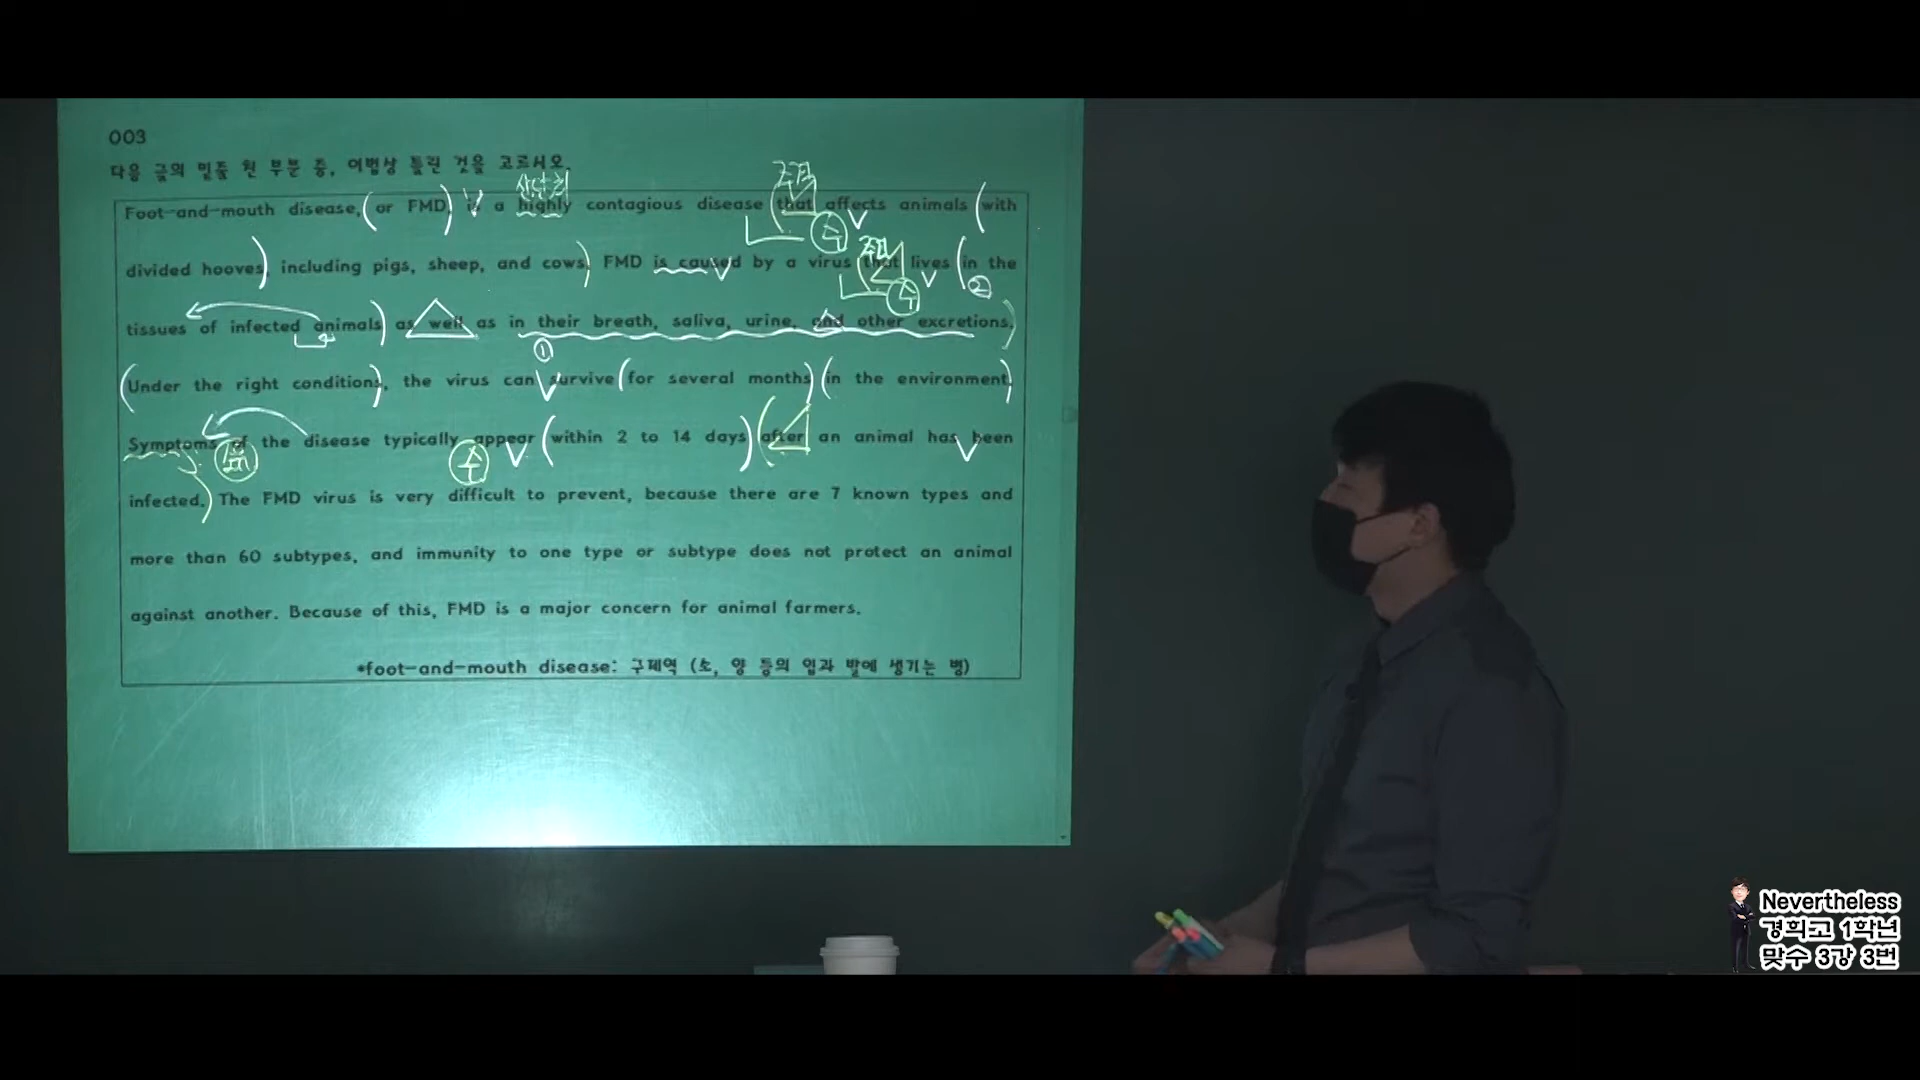 003
다음 글의 밑줄 친 부분 중, 어법상 틀린 것을 고르시오.
Foot-and-mouth disease, (or FMD) is a highly contagious disease that affects animals (with
divided hooves), including pigs, sheep, and cows) FMD is caused by a virus that lives (in the
②
tissues of infected animals) as well as in their breath, saliva, urine, and other excretions.)
①
(Under the right conditions), the virus can survive (for several months) (in the environment)
Symptoms of the disease typically appear (within 2 to 14 days) (after an animal has been
수
infected.) The FMD virus is very difficult to prevent, because there are 7 known types and
more than 60 subtypes, and immunity to one type or subtype does not protect an animal
against another. Because of this, FMD is a major concern for animal farmers.
*foot-and-mouth disease: 구제역 (소, 양 등의 입과 발에 생기는 병)
Nevertheless
경희고 1학년
맞수 3강 3번